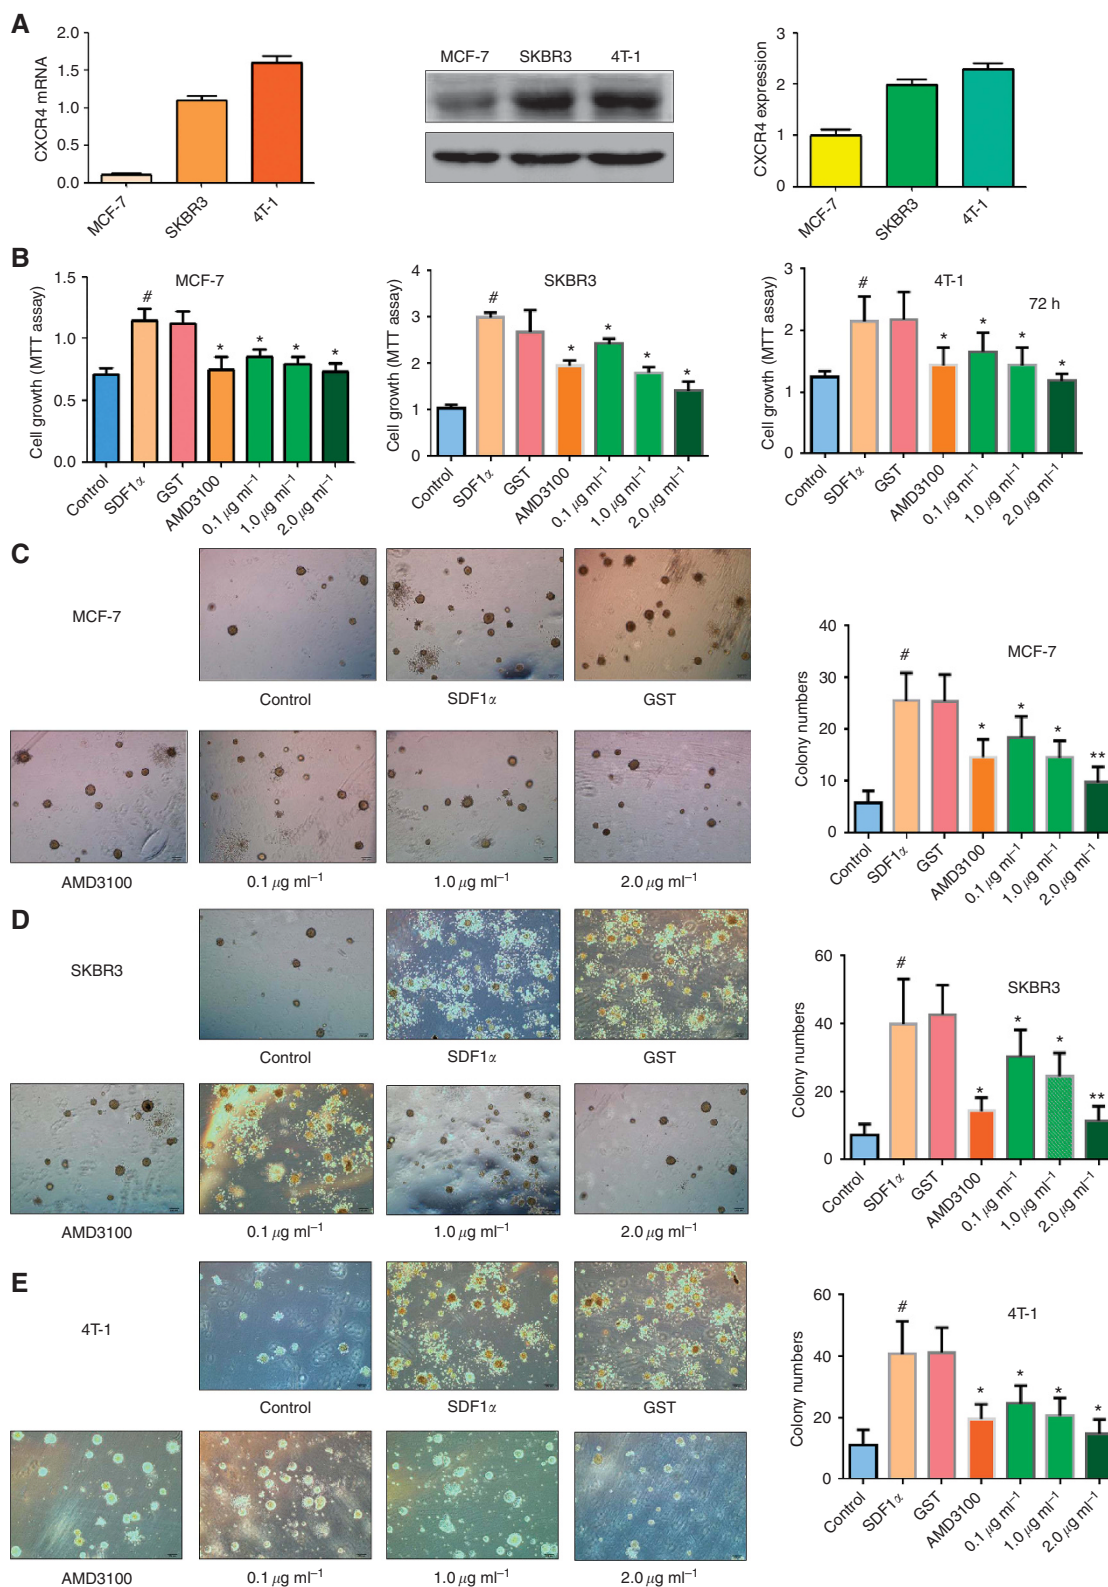 A
2.0
1.5
1.0
0.5
0.0
CXCR4 mRNA
MCF-7
SKBR3
4T-1
MCF-7 SKBR3 4T-1
3
2
1
0
CXCR4 expression
MCF-7
SKBR3
4T-1
B
MCF-7
1.5
1.0
0.5
0.0
Cell growth (MTT assay)
#
* * * *
Control
SDF1α
GST
AMD3100
0.1 μg ml⁻¹
1.0 μg ml⁻¹
2.0 μg ml⁻¹
SKBR3
4
3
2
1
0
Cell growth (MTT assay)
#
* * * *
Control
SDF1α
GST
AMD3100
0.1 μg ml⁻¹
1.0 μg ml⁻¹
2.0 μg ml⁻¹
4T-1
72 h
3
2
1
0
Cell growth (MTT assay)
#
* * * *
Control
SDF1α
GST
AMD3100
0.1 μg ml⁻¹
1.0 μg ml⁻¹
2.0 μg ml⁻¹
C
MCF-7
Control SDF1α GST
AMD3100 0.1 μg ml⁻¹ 1.0 μg ml⁻¹ 2.0 μg ml⁻¹
MCF-7
40
30
20
10
0
Colony numbers
#
* * * **
Control
SDF1α
GST
AMD3100
0.1 μg ml⁻¹
1.0 μg ml⁻¹
2.0 μg ml⁻¹
D
SKBR3
Control SDF1α GST
AMD3100 0.1 μg ml⁻¹ 1.0 μg ml⁻¹ 2.0 μg ml⁻¹
SKBR3
60
40
20
0
Colony numbers
#
* * * **
Control
SDF1α
GST
AMD3100
0.1 μg ml⁻¹
1.0 μg ml⁻¹
2.0 μg ml⁻¹
E
4T-1
Control SDF1α GST
AMD3100 0.1 μg ml⁻¹ 1.0 μg ml⁻¹ 2.0 μg ml⁻¹
4T-1
60
40
20
0
Colony numbers
#
* * * *
Control
SDF1α
GST
AMD3100
0.1 μg ml⁻¹
1.0 μg ml⁻¹
2.0 μg ml⁻¹